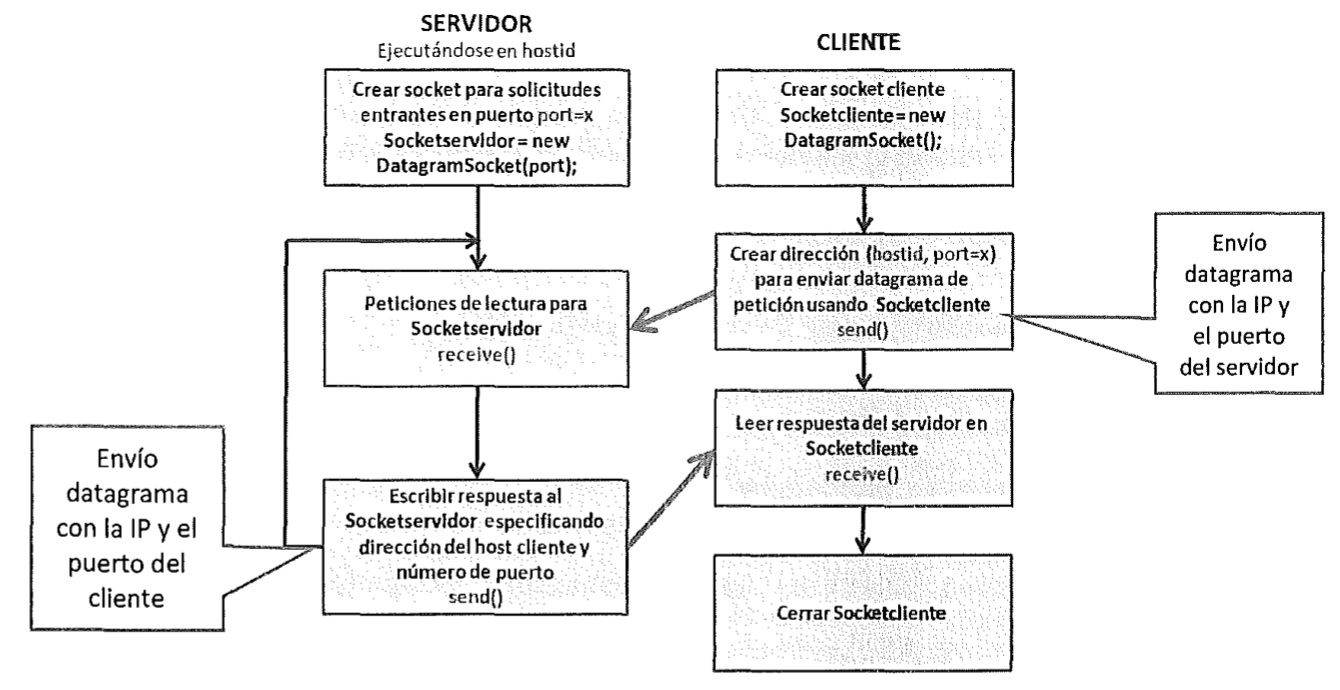 SERVIDOR
Ejecutándose en hostid
Crear socket para solicitudes
entrantes en puerto port=x
Socketservidor = new
DatagramSocket(port);
Peticiones de lectura para
Socketservidor
receive()
Escribir respuesta al
Socketservidor especificando
dirección del host cliente y
número de puerto
send()
Envío
datagrama
con la IP y el
puerto del
cliente
CLIENTE
Crear socket cliente
Socketcliente = new
DatagramSocket();
Crear dirección (hostid, port=x)
para enviar datagrama de
petición usando Socketcliente
send()
Leer respuesta del servidor en
Socketcliente
receive()
Cerrar Socketcliente
Envío
datagrama
con la IP y
el puerto
del servidor